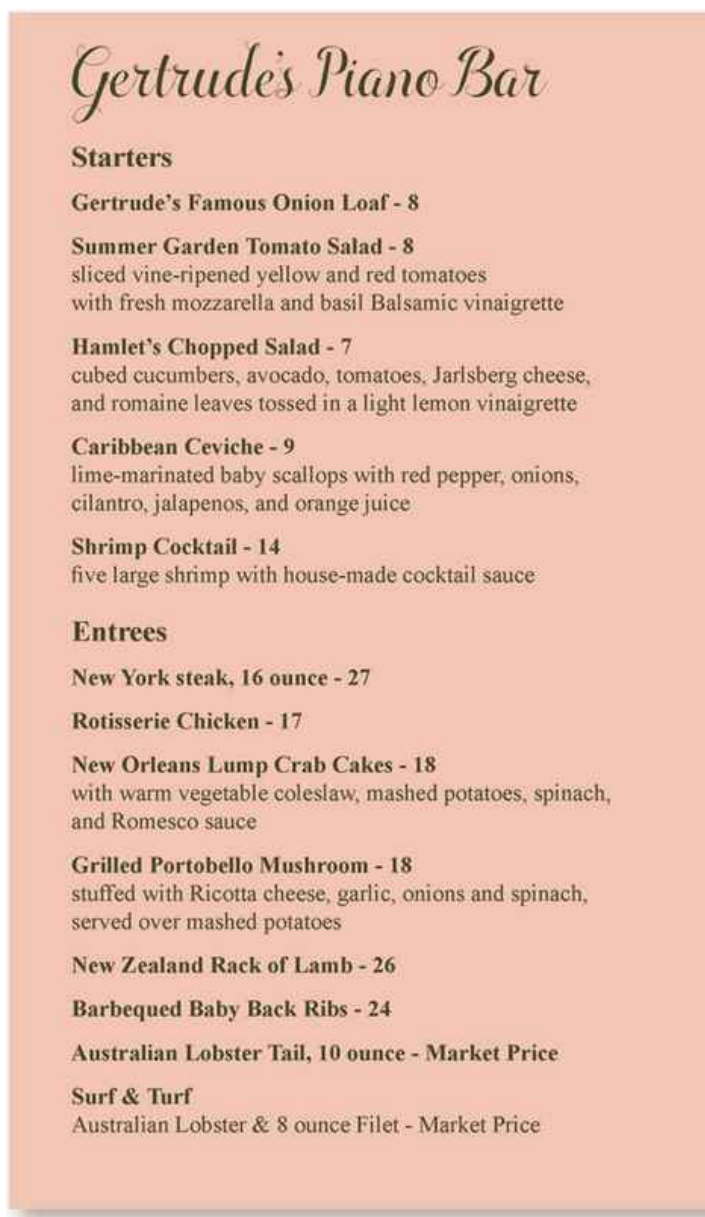 Gertrude's Piano Bar
Starters
Gertrude's Famous Onion Loaf - 8
Summer Garden Tomato Salad - 8
sliced vine-ripened yellow and red tomatoes
with fresh mozzarella and basil Balsamic vinaigrette
Hamlet's Chopped Salad - 7
cubed cucumbers, avocado, tomatoes, Jarlsberg cheese,
and romaine leaves tossed in a light lemon vinaigrette
Caribbean Ceviche - 9
lime-marinated baby scallops with red pepper, onions,
cilantro, jalapenos, and orange juice
Shrimp Cocktail - 14
five large shrimp with house-made cocktail sauce
Entrees
New York steak, 16 ounce - 27
Rotisserie Chicken - 17
New Orleans Lump Crab Cakes - 18
with warm vegetable coleslaw, mashed potatoes, spinach,
and Romesco sauce
Grilled Portobello Mushroom - 18
stuffed with Ricotta cheese, garlic, onions and spinach,
served over mashed potatoes
New Zealand Rack of Lamb - 26
Barbequed Baby Back Ribs - 24
Australian Lobster Tail, 10 ounce - Market Price
Surf & Turf
Australian Lobster & 8 ounce Filet - Market Price